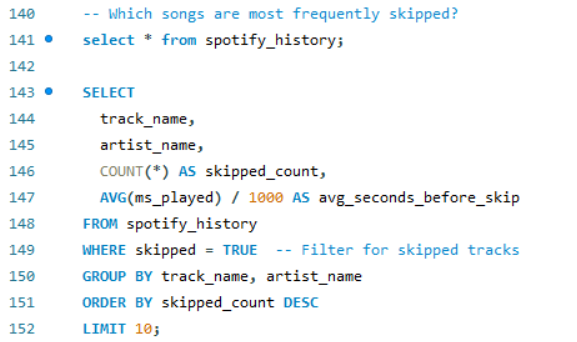 140 -- Which songs are most frequently skipped?
141 select * from spotify_history;
142
143 SELECT
144 track_name,
145 artist_name,
146 COUNT(*) AS skipped_count,
147 AVG(ms_played) / 1000 AS avg_seconds_before_skip
148 FROM spotify_history
149 WHERE skipped = TRUE -- Filter for skipped tracks
150 GROUP BY track_name, artist_name
151 ORDER BY skipped_count DESC
152 LIMIT 10;